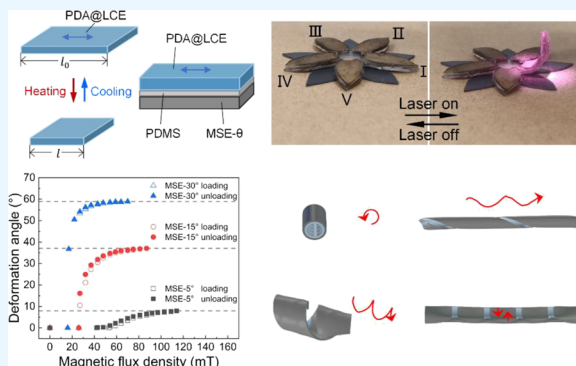 PDA@LCE
l₀
Heating
Cooling
l
PDA@LCE
PDMS
MSE-θ
III
II
IV
I
V
Laser on
Laser off
Deformation angle (°)
70
60
50
40
30
20
10
0
MSE-30° loading
MSE-30° unloading
MSE-15° loading
MSE-15° unloading
MSE-5° loading
MSE-5° unloading
0 20 40 60 80 100 120 140 160
Magnetic flux density (mT)